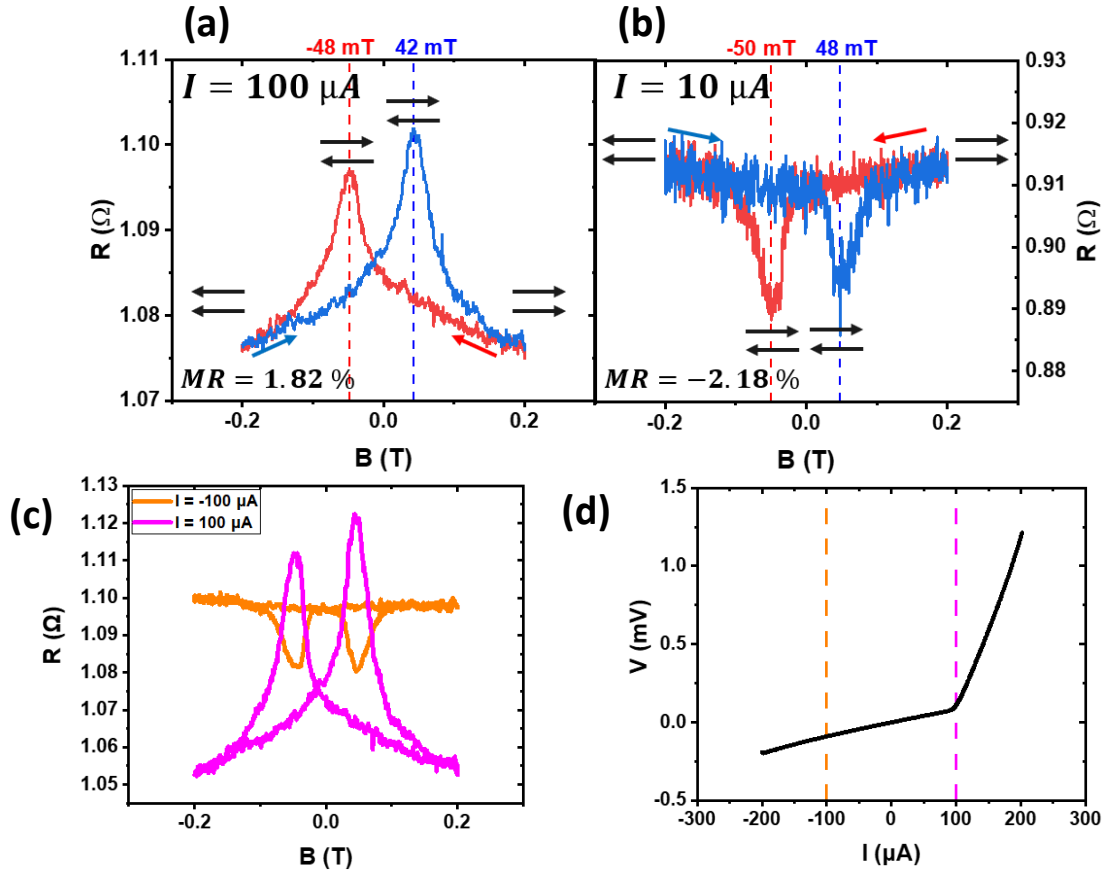 (a)
-48 mT 42 mT
I = 100 μA
1.11
1.10
1.09
1.08
1.07
R (Ω)
MR = 1.82 %
-0.2 0.0 0.2
B (T)
(b)
-50 mT 48 mT
I = 10 μA
0.93
0.92
0.91
0.90
0.89
0.88
R (Ω)
MR = −2.18 %
-0.2 0.0 0.2
B (T)
(c)
I = -100 μA
I = 100 μA
1.13
1.12
1.11
1.10
1.09
1.08
1.07
1.06
1.05
R (Ω)
-0.2 0.0 0.2
B (T)
(d)
1.5
1.0
0.5
0.0
-0.5
V (mV)
-300 -200 -100 0 100 200 300
I (μA)